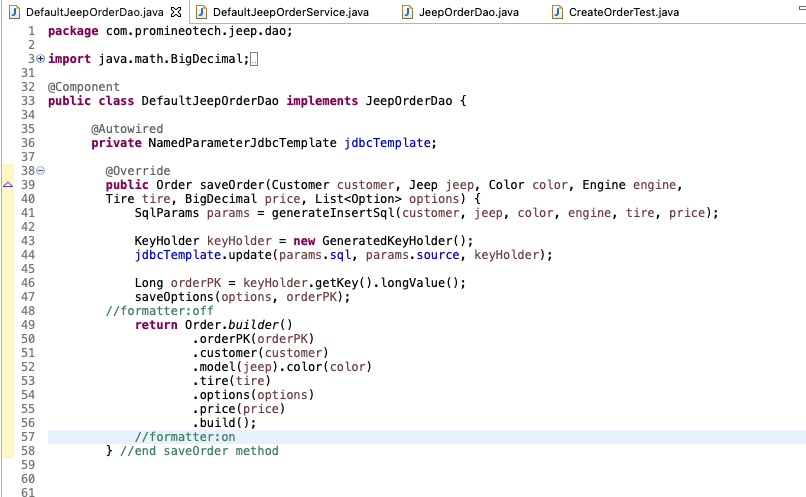 DefaultJeepOrderDao.java DefaultJeepOrderService.java JeepOrderDao.java CreateOrderTest.java
1 package com.promineotech.jeep.dao;
2
3 import java.math.BigDecimal;
31
32 @Component
33 public class DefaultJeepOrderDao implements JeepOrderDao {
34
35 @Autowired
36 private NamedParameterJdbcTemplate jdbcTemplate;
37
38 @Override
39 public Order saveOrder(Customer customer, Jeep jeep, Color color, Engine engine,
40 Tire tire, BigDecimal price, List<Option> options) {
41 SqlParams params = generateInsertSql(customer, jeep, color, engine, tire, price);
42
43 KeyHolder keyHolder = new GeneratedKeyHolder();
44 jdbcTemplate.update(params.sql, params.source, keyHolder);
45
46 Long orderPK = keyHolder.getKey().longValue();
47 saveOptions(options, orderPK);
48 //formatter:off
49 return Order.builder()
50 .orderPK(orderPK)
51 .customer(customer)
52 .model(jeep).color(color)
53 .tire(tire)
54 .options(options)
55 .price(price)
56 .build();
57 //formatter:on
58 } //end saveOrder method
59
60
61